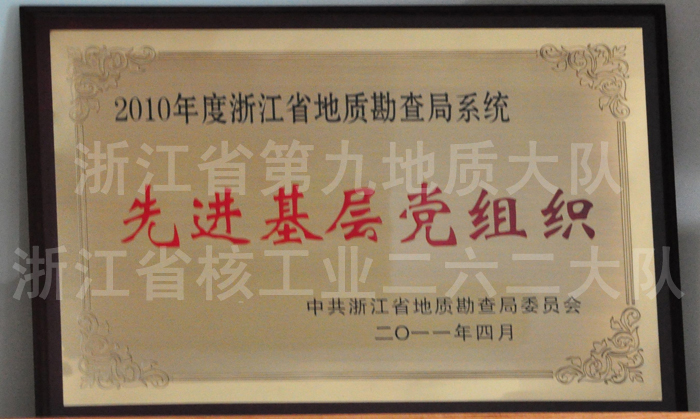 2010年度浙江省地质勘查局系统
浙江省第九地质大队
先进基层党组织
浙江省核工业二六二大队
中共浙江省地质勘查局委员会
二〇一一年四月